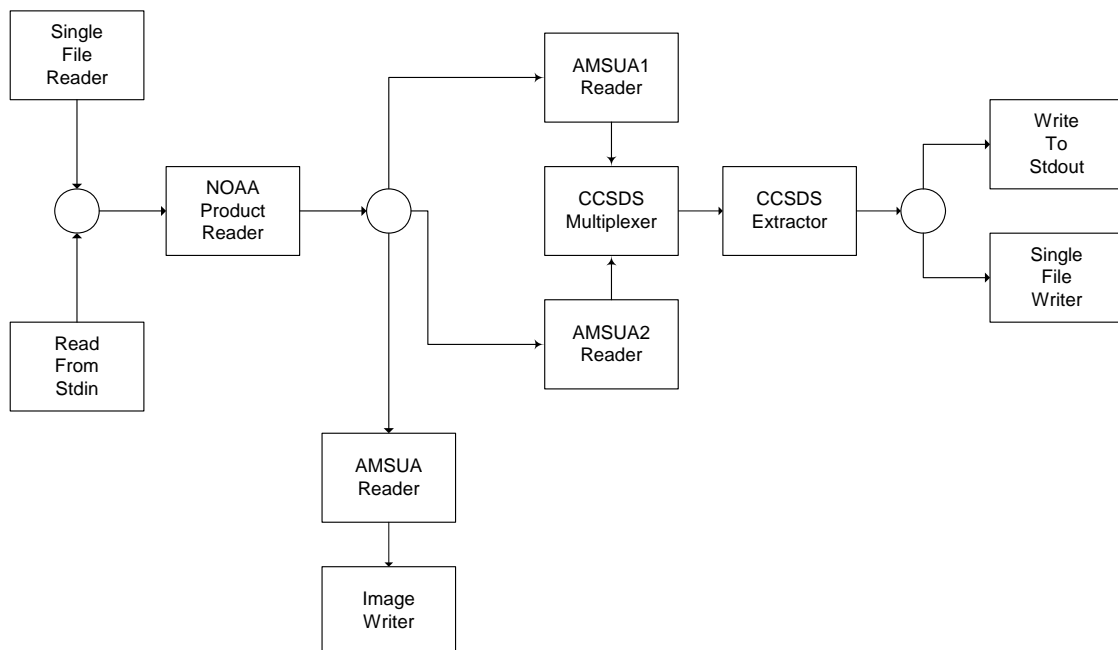 Single
File
Reader
AMSUA1
Reader
Write
To
Stdout
NOAA
Product
Reader
CCSDS
Multiplexer
CCSDS
Extractor
Single
File
Writer
Read
From
Stdin
AMSUA2
Reader
AMSUA
Reader
Image
Writer